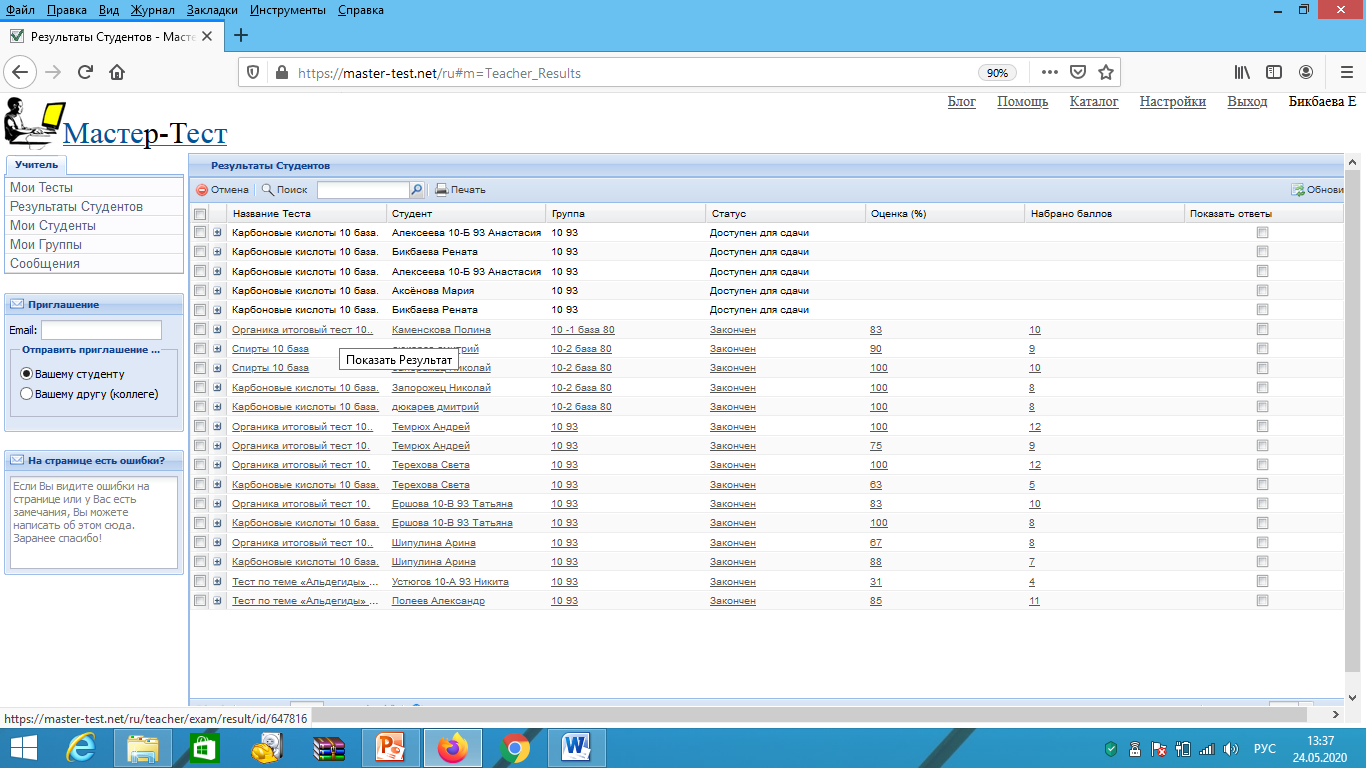 Файл Правка Вид Журнал Закладки Инструменты Справка
Результаты Студентов - Масте
https://master-test.net/ru#m=Teacher_Results 90%
Блог Помощь Каталог Настройки Выход Бикбаева Е
Мастер-Тест
Учитель
Мои Тесты
Результаты Студентов
Мои Студенты
Мои Группы
Сообщения
Приглашение
Email:
Отправить приглашение ...
Вашему студенту
Вашему другу (коллеге)
На странице есть ошибки?
Если Вы видите ошибки на
странице или у Вас есть
замечания, Вы можете
написать об этом сюда.
Заранее спасибо!
Результаты Студентов
Отмена Поиск Печать Обнови
Название Теста Студент Группа Статус Оценка (%) Набрано баллов Показать ответы
Карбоновые кислоты 10 база. Алексеева 10-Б 93 Анастасия 10 93 Доступен для сдачи
Карбоновые кислоты 10 база. Бикбаева Рената 10 93 Доступен для сдачи
Карбоновые кислоты 10 база. Алексеева 10-Б 93 Анастасия 10 93 Доступен для сдачи
Карбоновые кислоты 10 база. Аксёнова Мария 10 93 Доступен для сдачи
Карбоновые кислоты 10 база. Бикбаева Рената 10 93 Доступен для сдачи
Органика итоговый тест 10.. Каменскова Полина 10 -1 база 80 Закончен 83 10
Спирты 10 база дмитрий 10-2 база 80 Закончен 90 9
Показать Результат
Спирты 10 база Николай 10-2 база 80 Закончен 100 10
Карбоновые кислоты 10 база. Запорожец Николай 10-2 база 80 Закончен 100 8
Карбоновые кислоты 10 база. дюкарев дмитрий 10-2 база 80 Закончен 100 8
Органика итоговый тест 10.. Темрюх Андрей 10 93 Закончен 100 12
Органика итоговый тест 10. Темрюх Андрей 10 93 Закончен 75 9
Органика итоговый тест 10. Терехова Света 10 93 Закончен 100 12
Карбоновые кислоты 10 база. Терехова Света 10 93 Закончен 63 5
Органика итоговый тест 10. Ершова 10-В 93 Татьяна 10 93 Закончен 83 10
Карбоновые кислоты 10 база. Ершова 10-В 93 Татьяна 10 93 Закончен 100 8
Органика итоговый тест 10.. Шипулина Арина 10 93 Закончен 67 8
Карбоновые кислоты 10 база. Шипулина Арина 10 93 Закончен 88 7
Тест по теме «Альдегиды» ... Устюгов 10-А 93 Никита 10 93 Закончен 31 4
Тест по теме «Альдегиды» ... Полеев Александр 10 93 Закончен 85 11
https://master-test.net/ru/teacher/exam/result/id/647816
РУС
13:37
24.05.2020